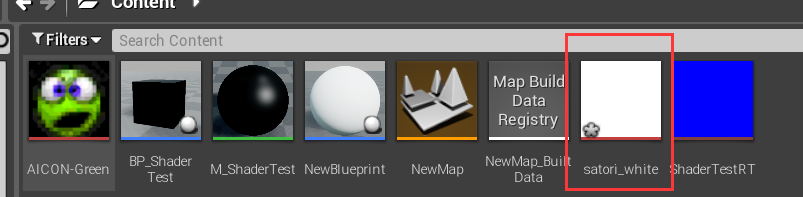 Content
Filters
Search Content
Map Build
Data
Registry
AICON-Green
BP_Shader
Test
M_ShaderTest
NewBlueprint
NewMap
NewMap_Built
Data
satori_white
ShaderTestRT